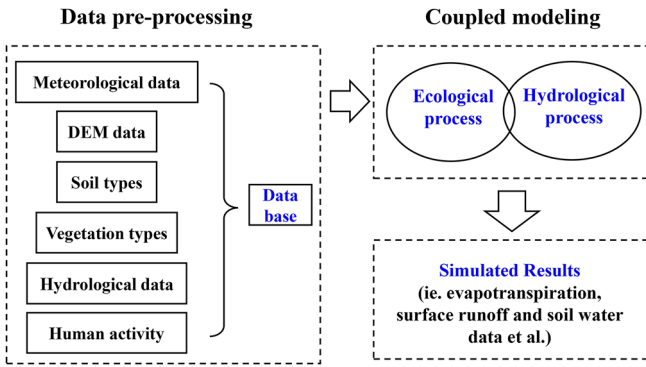 Data pre-processing
Meteorological data
DEM data
Soil types
Vegetation types
Hydrological data
Human activity
Data
base
Coupled modeling
Ecological
process
Hydrological
process
Simulated Results
(ie. evapotranspiration,
surface runoff and soil water
data et al.)